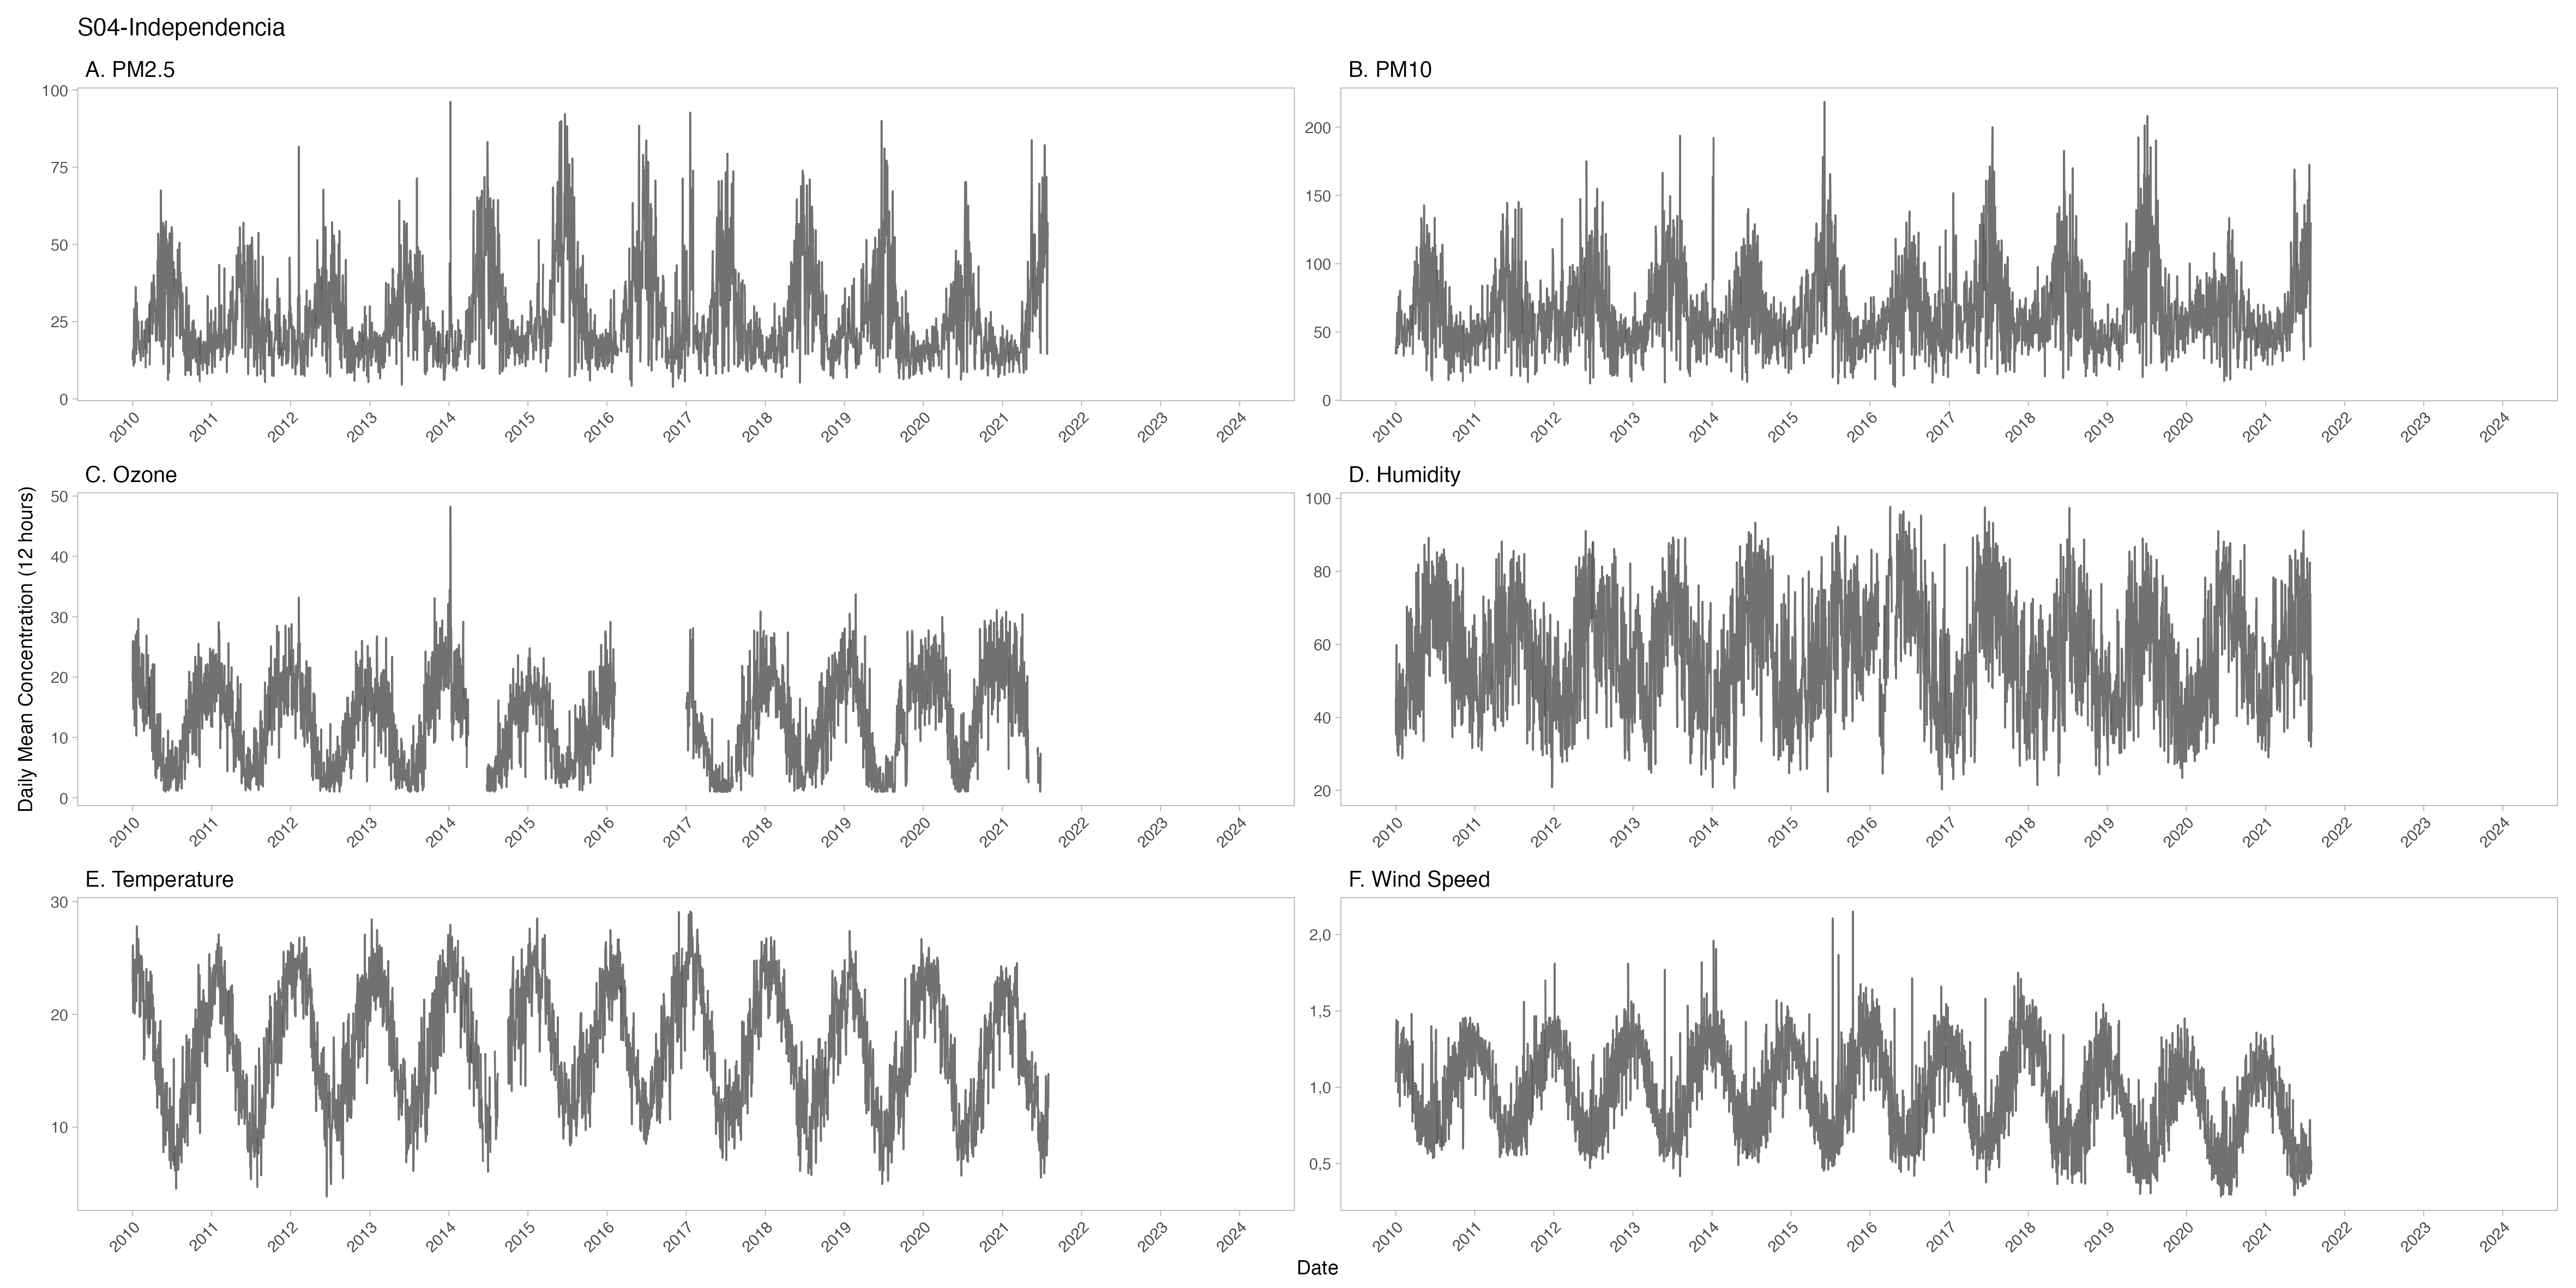 S04-Independencia
A. PM2.5
100
75
50
25
0
2010 2011 2012 2013 2014 2015 2016 2017 2018 2019 2020 2021 2022 2023 2024
B. PM10
200
150
100
50
0
2010 2011 2012 2013 2014 2015 2016 2017 2018 2019 2020 2021 2022 2023 2024
Daily Mean Concentration (12 hours)
C. Ozone
50
40
30
20
10
0
2010 2011 2012 2013 2014 2015 2016 2017 2018 2019 2020 2021 2022 2023 2024
D. Humidity
100
80
60
40
20
2010 2011 2012 2013 2014 2015 2016 2017 2018 2019 2020 2021 2022 2023 2024
E. Temperature
30
20
10
2010 2011 2012 2013 2014 2015 2016 2017 2018 2019 2020 2021 2022 2023 2024
F. Wind Speed
2,0
1,5
1,0
0,5
2010 2011 2012 2013 2014 2015 2016 2017 2018 2019 2020 2021 2022 2023 2024
Date